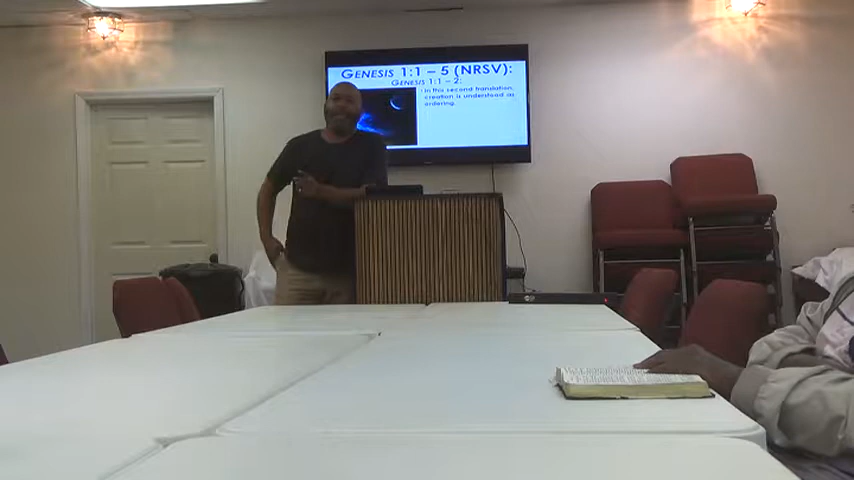 GENESIS 1:1 – 5 (NRSV):
GENESIS 1:1 – 2:
• In this second translation,
creation is understood as
ordering.